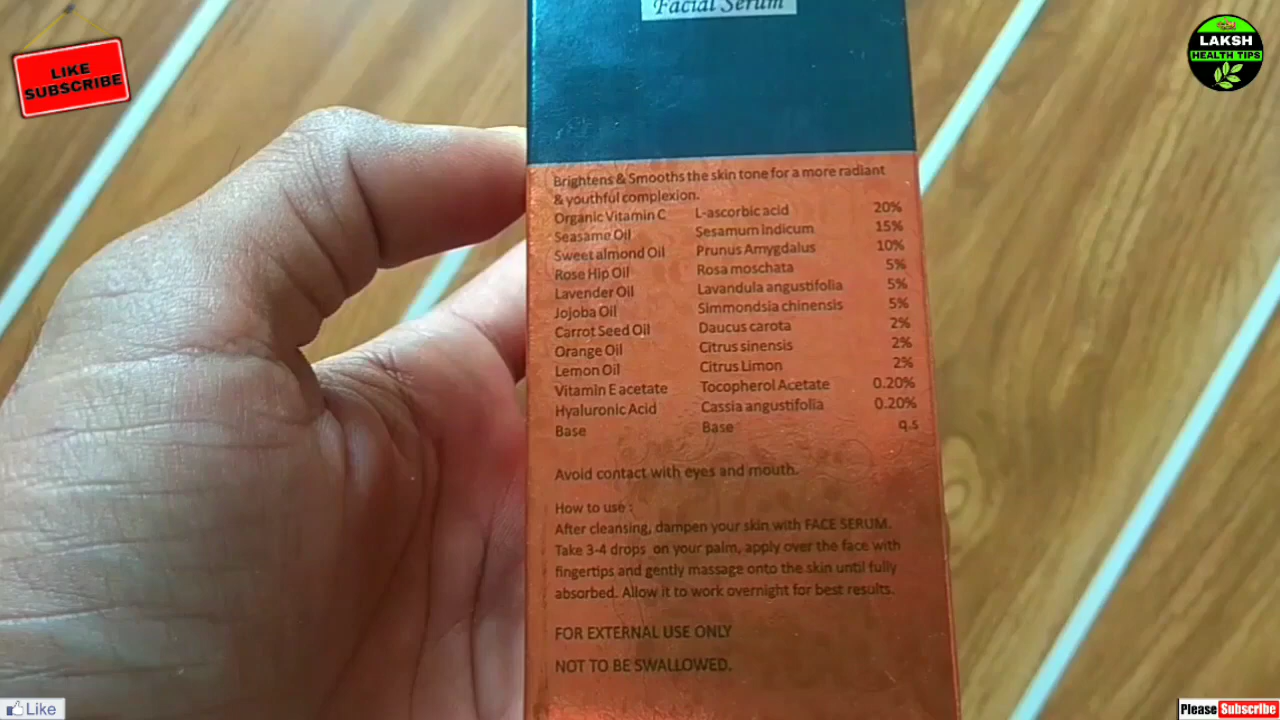 Facial Serum
LIKE
SUBSCRIBE
LAKSH
HEALTH TIPS
Brightens & Smooths the skin tone for a more radiant
& youthful complexion.
Organic Vitamin C L-ascorbic acid 20%
Seasame Oil Sesamum indicum 15%
Sweet almond Oil Prunus Amygdalus 10%
Rose Hip Oil Rosa moschata 5%
Lavender Oil Lavandula angustifolia 5%
Jojoba Oil Simmondsia chinensis 5%
Carrot Seed Oil Daucus carota 2%
Orange Oil Citrus sinensis 2%
Lemon Oil Citrus Limon 2%
Vitamin E acetate Tocopherol Acetate 0.20%
Hyaluronic Acid Cassia angustifolia 0.20%
Base Base q.s
Avoid contact with eyes and mouth.
How to use :
After cleansing, dampen your skin with FACE SERUM.
Take 3-4 drops on your palm, apply over the face with
fingertips and gently massage onto the skin until fully
absorbed. Allow it to work overnight for best results.
FOR EXTERNAL USE ONLY
NOT TO BE SWALLOWED.
Like
Please Subscribe